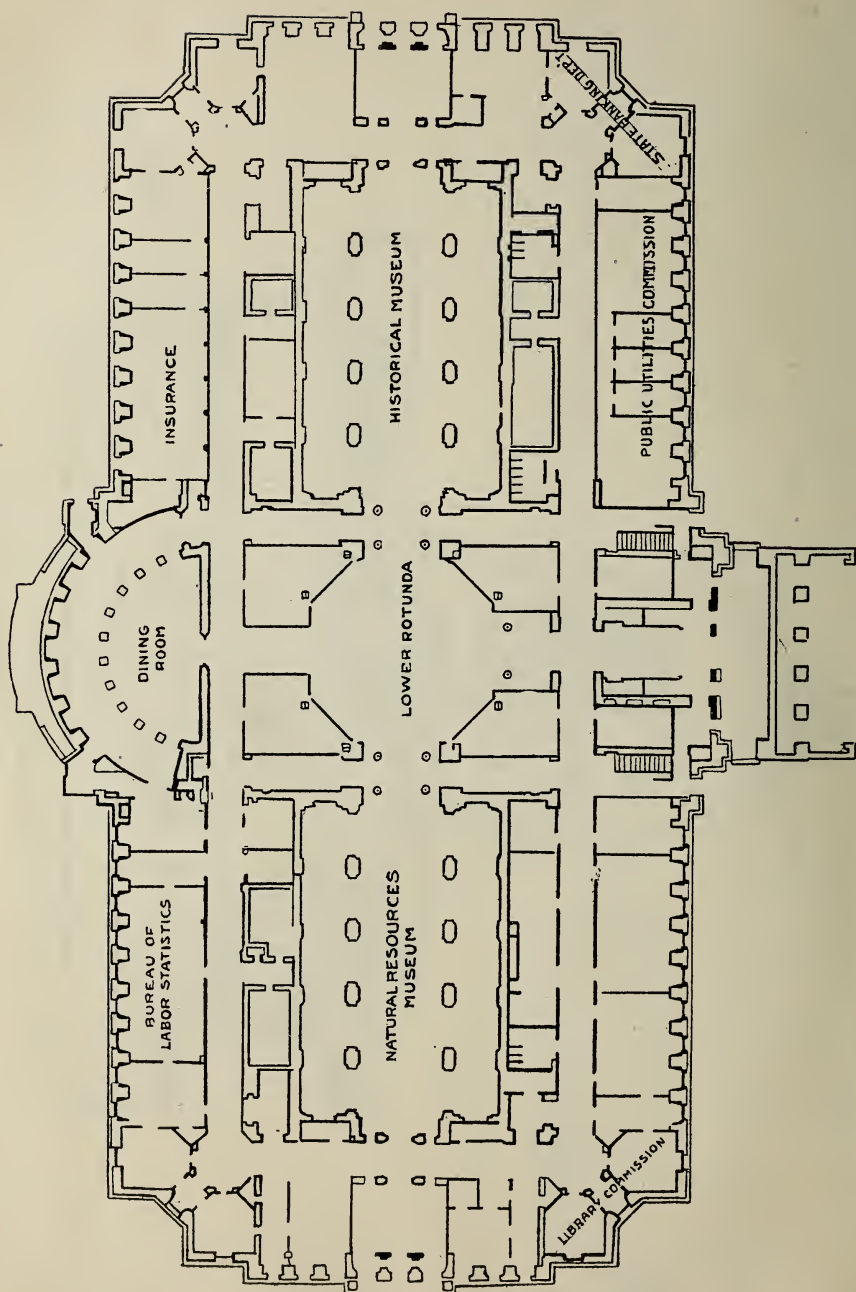 BUREAU OF
LABOR STATISTICS
DINING
ROOM
INSURANCE
NATURAL RESOURCES
MUSEUM
LOWER ROTUNDA
HISTORICAL MUSEUM
LIBRARY COMMISSION
PUBLIC UTILITIES COMMISSION
STATE BANKING DEP'T